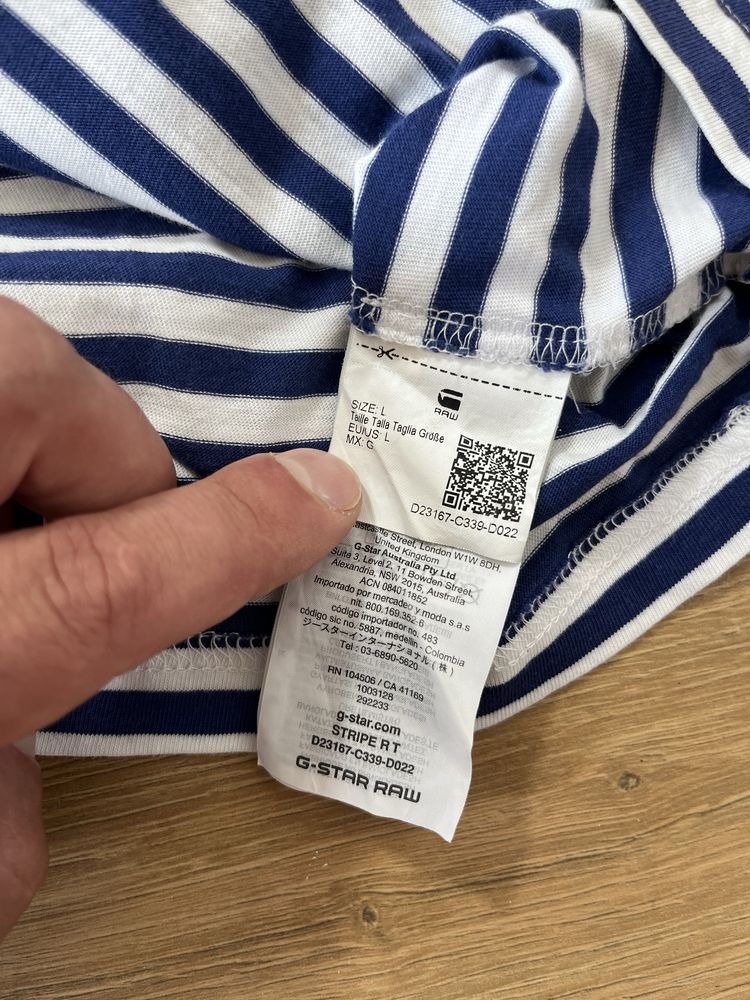 RAW
SIZE: L
Taille Talla Taglia Größe
EU/US: L
MX: G
D23167-C339-D022
Street, London W1W 8DH,
United Kingdom
G-Star Australia Pty Ltd
Suite 3, Level 2, 11 Bowden Street,
Alexandria, NSW 2015, Australia
ACN 084011852
Importado por mercadeo y moda s.a.s
nit. 800.169.352-6
código importador no. 483
código sic no. 5887, medellin - Colombia
ジースターインターナショナル(株)
Tel : 03-6890-5620
RN 104506 / CA 41169
1003128
292233
g-star.com
STRIPE R T
D23167-C339-D022
G-STAR RAW